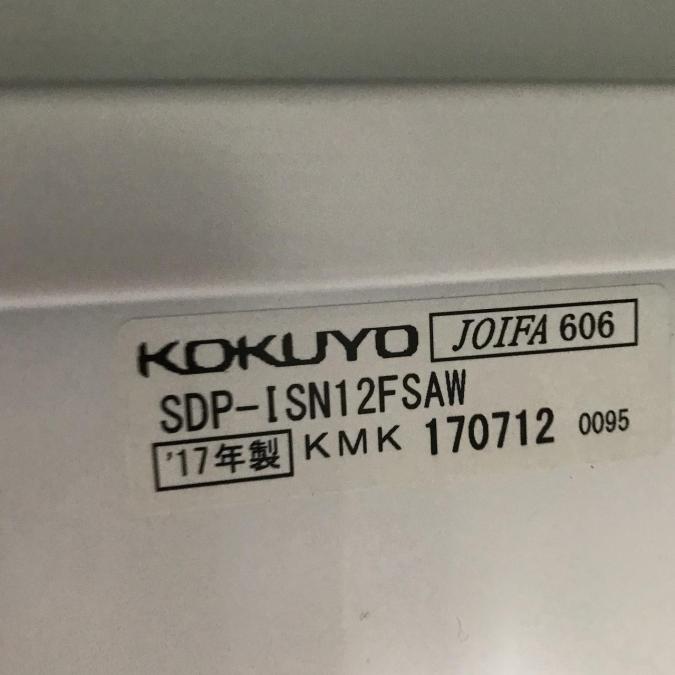 KOKUYO JOIFA 606
SDP-ISN12FSAW
'17年製 KMK 170712 0095